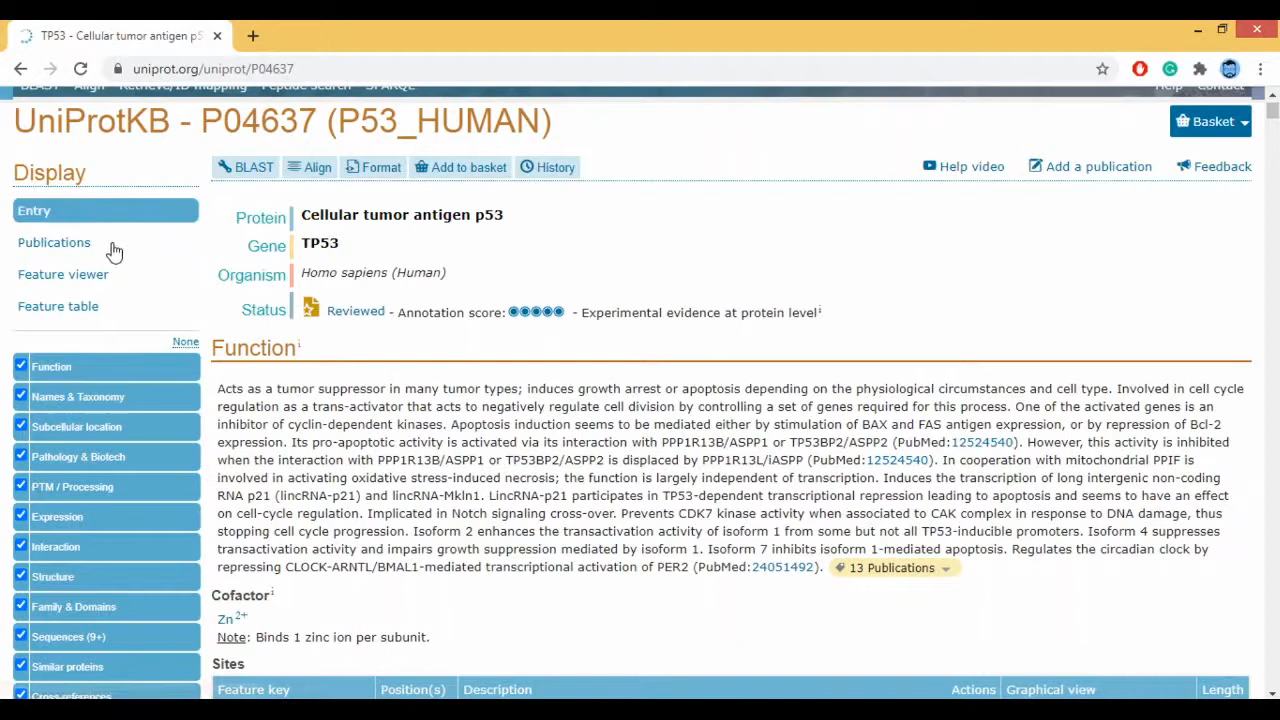 TP53 - Cellular tumor antigen p5
uniprot.org/uniprot/P04637
BLAST Align Retrieve/ID mapping Peptide search SPARQL Help Contact
UniProtKB - P04637 (P53_HUMAN)
Basket
Display
BLAST Align Format Add to basket History
Help video Add a publication Feedback
Entry
Publications
Feature viewer
Feature table
None
Function
Names & Taxonomy
Subcellular location
Pathology & Biotech
PTM / Processing
Expression
Interaction
Structure
Family & Domains
Sequences (9+)
Similar proteins
Cross-references
Protein Cellular tumor antigen p53
Gene TP53
Organism Homo sapiens (Human)
Status Reviewed - Annotation score: - Experimental evidence at protein level i
Function i
Acts as a tumor suppressor in many tumor types; induces growth arrest or apoptosis depending on the physiological circumstances and cell type. Involved in cell cycle
regulation as a trans-activator that acts to negatively regulate cell division by controlling a set of genes required for this process. One of the activated genes is an
inhibitor of cyclin-dependent kinases. Apoptosis induction seems to be mediated either by stimulation of BAX and FAS antigen expression, or by repression of Bcl-2
expression. Its pro-apoptotic activity is activated via its interaction with PPP1R13B/ASPP1 or TP53BP2/ASPP2 (PubMed:12524540). However, this activity is inhibited
when the interaction with PPP1R13B/ASPP1 or TP53BP2/ASPP2 is displaced by PPP1R13L/iASPP (PubMed:12524540). In cooperation with mitochondrial PPIF is
involved in activating oxidative stress-induced necrosis; the function is largely independent of transcription. Induces the transcription of long intergenic non-coding
RNA p21 (lincRNA-p21) and lincRNA-Mkln1. LincRNA-p21 participates in TP53-dependent transcriptional repression leading to apoptosis and seems to have an effect
on cell-cycle regulation. Implicated in Notch signaling cross-over. Prevents CDK7 kinase activity when associated to CAK complex in response to DNA damage, thus
stopping cell cycle progression. Isoform 2 enhances the transactivation activity of isoform 1 from some but not all TP53-inducible promoters. Isoform 4 suppresses
transactivation activity and impairs growth suppression mediated by isoform 1. Isoform 7 inhibits isoform 1-mediated apoptosis. Regulates the circadian clock by
repressing CLOCK-ARNTL/BMAL1-mediated transcriptional activation of PER2 (PubMed:24051492). 13 Publications
Cofactor i
Zn2+
Note: Binds 1 zinc ion per subunit.
Sites
Feature key Position(s) Description Actions Graphical view Length